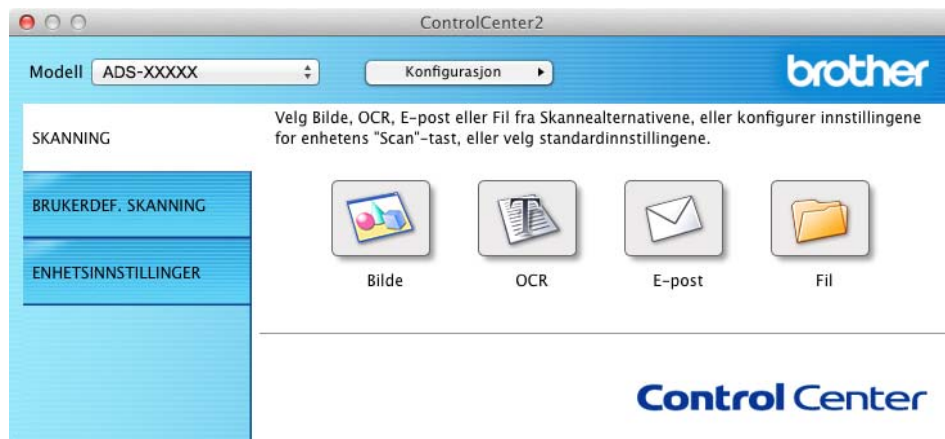 ControlCenter2
Modell ADS-XXXXX Konfigurasjon brother
SKANNING
BRUKERDEF. SKANNING
ENHETSINNSTILLINGER
Velg Bilde, OCR, E-post eller Fil fra Skannealternativene, eller konfigurer innstillingene
for enhetens "Scan"-tast, eller velg standardinnstillingene.
Bilde OCR E-post Fil
Control Center